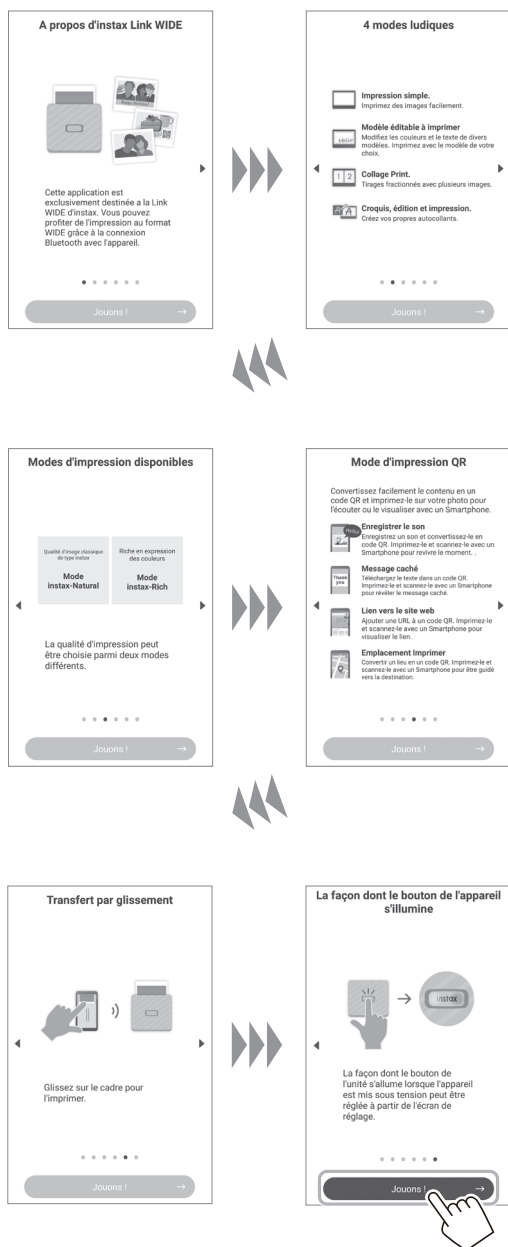 A propos d'instax Link WIDE
Cette application est
exclusivement destinée a la Link
WIDE d'instax. Vous pouvez
profiter de l'impression au format
WIDE grâce à la connexion
Bluetooth avec l'appareil.
Jouons !
4 modes ludiques
Impression simple.
Imprimez des images facilement.
Modèle éditable à imprimer
Modifiez les couleurs et le texte de divers
modèles. Imprimez avec le modèle de votre
choix.
1 2
Collage Print.
Tirages fractionnés avec plusieurs images.
Croquis, édition et impression.
Créez vos propres autocollants.
Jouons !
Modes d'impression disponibles
Qualité d'image classique
de type instax
Mode
instax-Natural
Riche en expression
des couleurs
Mode
instax-Rich
La qualité d'impression peut
être choisie parmi deux modes
différents.
Jouons !
Mode d'impression QR
Convertissez facilement le contenu en un
code QR et imprimez-le sur votre photo pour
l'écouter ou le visualiser avec un Smartphone.
Hello!
Enregistrer le son
Enregistrez un son et convertissez-le en
code QR. Imprimez-le et scannez-le avec un
Smartphone pour revivre le moment. .
Thank
you
Message caché
Téléchargez le texte dans un code QR.
Imprimez-le et scannez-le avec un Smartphone
pour révéler le message caché.
Lien vers le site web
Ajouter une URL à un code QR. Imprimez-le
et scannez-le avec un Smartphone pour
visualiser le lien.
Emplacement Imprimer
Convertir un lieu en un code QR. Imprimez-le et
scannez-le avec un Smartphone pour être guidé
vers la destination.
Jouons !
Transfert par glissement
Glissez sur le cadre pour
l'imprimer.
Jouons !
La façon dont le bouton de l'appareil
s'illumine
instax
La façon dont le bouton de
l'unité s'allume lorsque l'appareil
est mis sous tension peut être
réglée à partir de l'écran de
réglage.
Jouons !